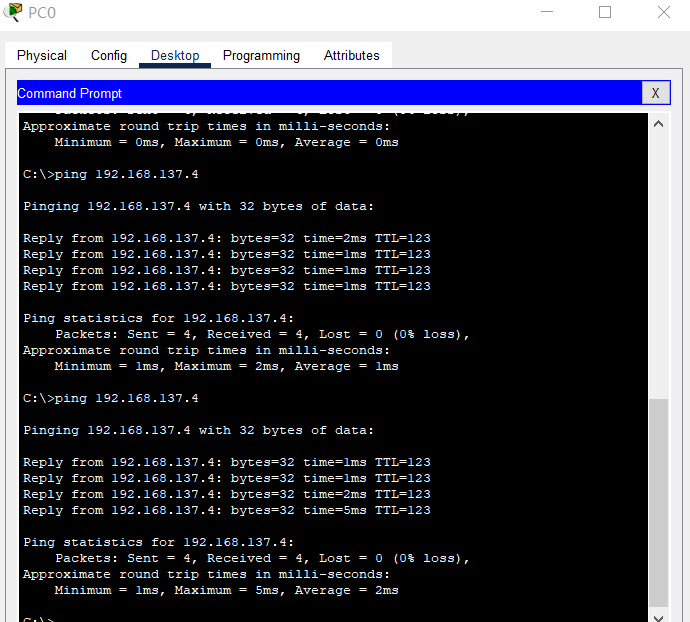 PC0
Physical Config Desktop Programming Attributes
Command Prompt X
Approximate round trip times in milli-seconds:
Minimum = 0ms, Maximum = 0ms, Average = 0ms
C:\>ping 192.168.137.4
Pinging 192.168.137.4 with 32 bytes of data:
Reply from 192.168.137.4: bytes=32 time=2ms TTL=123
Reply from 192.168.137.4: bytes=32 time=1ms TTL=123
Reply from 192.168.137.4: bytes=32 time=1ms TTL=123
Reply from 192.168.137.4: bytes=32 time=1ms TTL=123
Ping statistics for 192.168.137.4:
Packets: Sent = 4, Received = 4, Lost = 0 (0% loss),
Approximate round trip times in milli-seconds:
Minimum = 1ms, Maximum = 2ms, Average = 1ms
C:\>ping 192.168.137.4
Pinging 192.168.137.4 with 32 bytes of data:
Reply from 192.168.137.4: bytes=32 time=1ms TTL=123
Reply from 192.168.137.4: bytes=32 time=1ms TTL=123
Reply from 192.168.137.4: bytes=32 time=2ms TTL=123
Reply from 192.168.137.4: bytes=32 time=5ms TTL=123
Ping statistics for 192.168.137.4:
Packets: Sent = 4, Received = 4, Lost = 0 (0% loss),
Approximate round trip times in milli-seconds:
Minimum = 1ms, Maximum = 5ms, Average = 2ms
C:\>